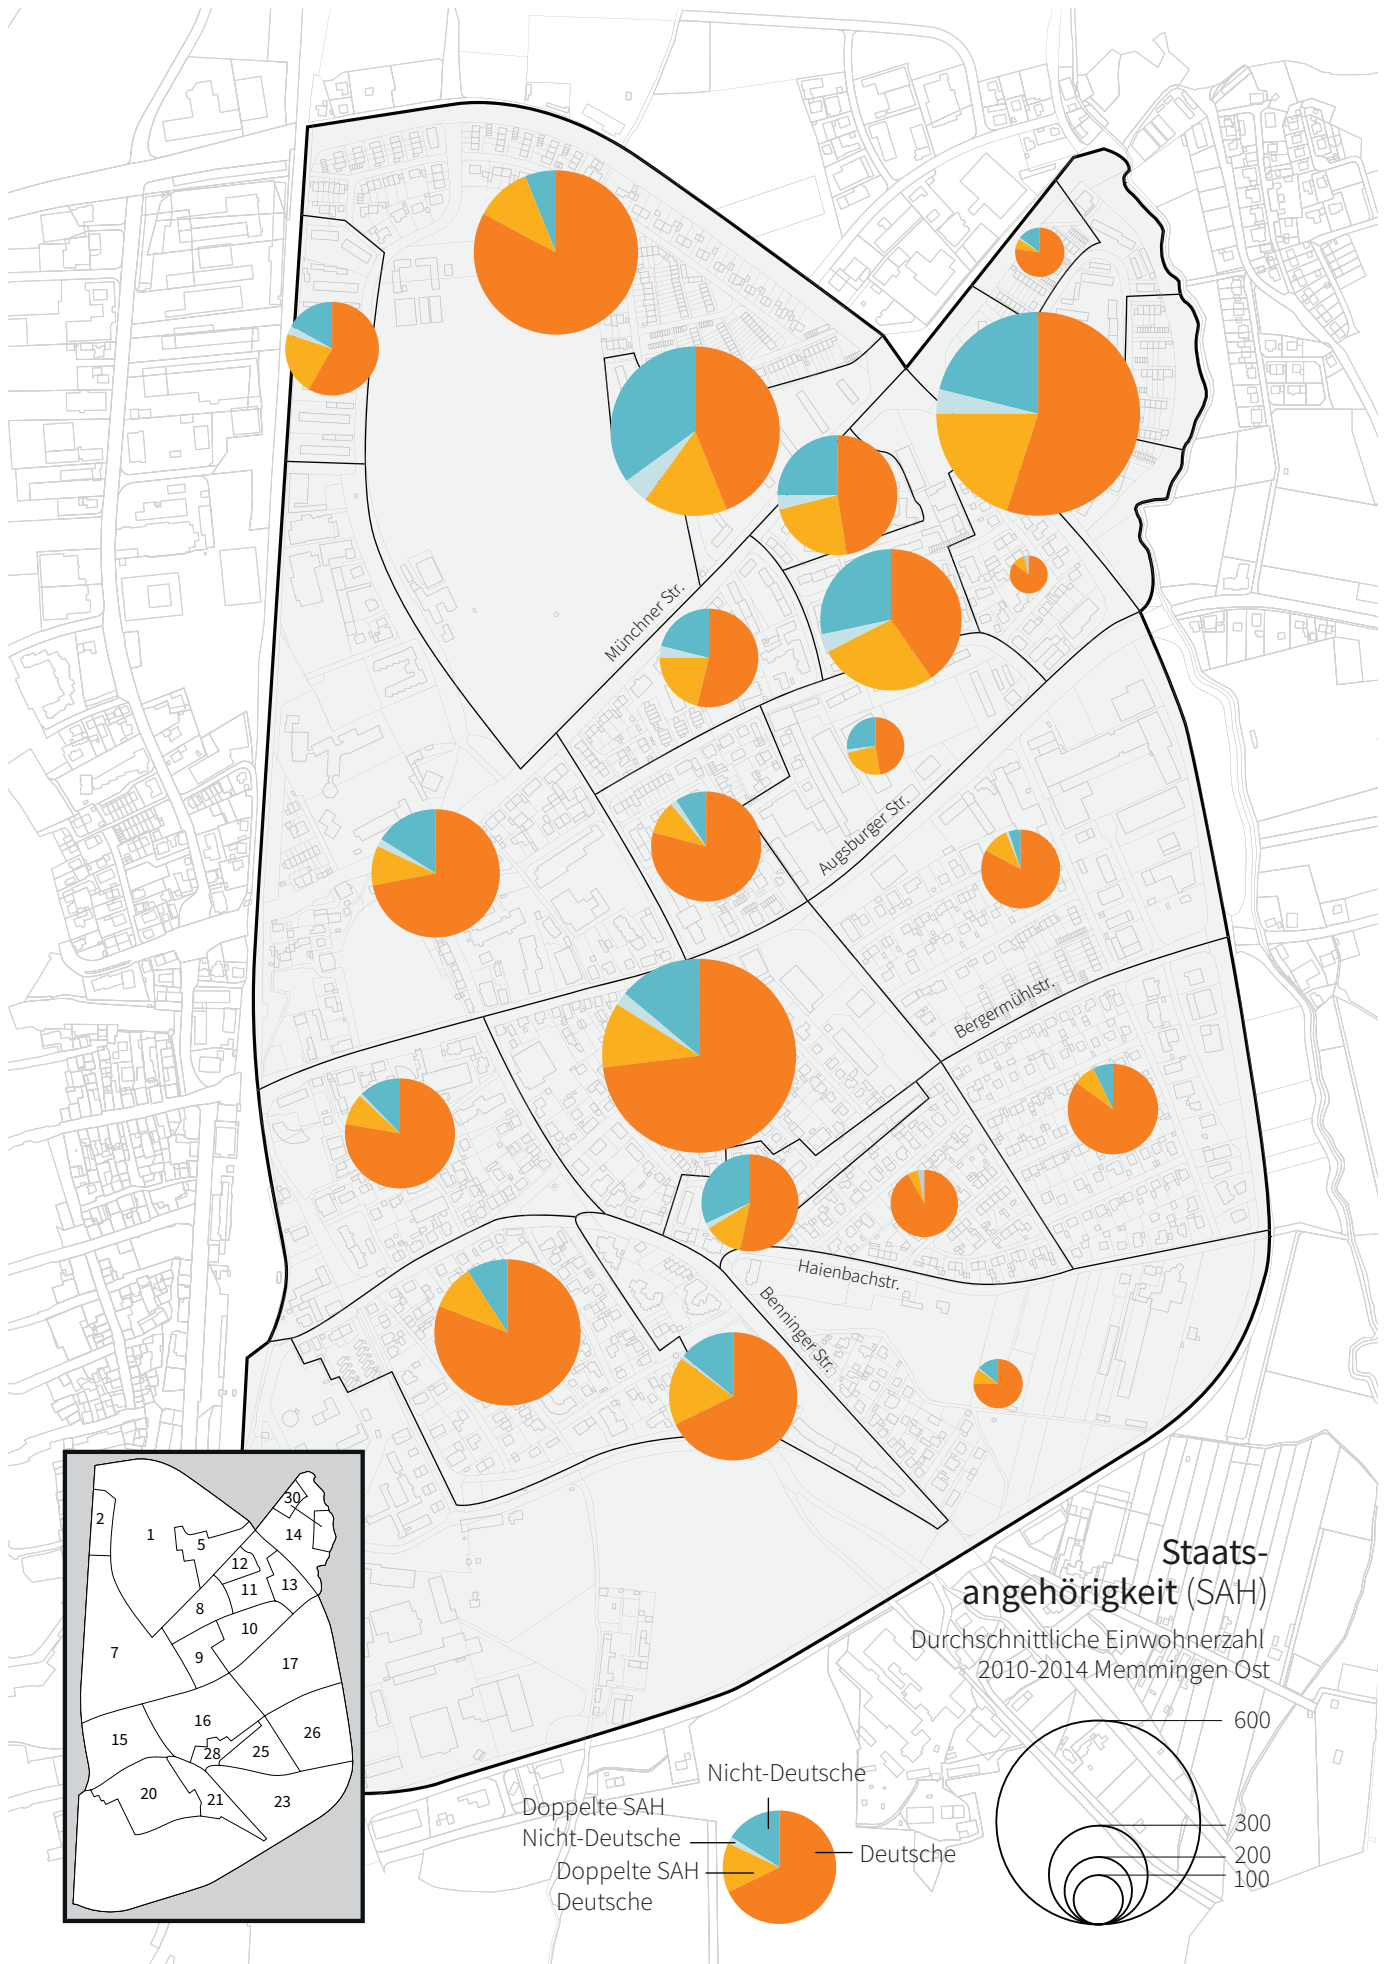 Münchner Str.
Augsburger Str.
Bergermühlstr.
Haienbachstr.
Benninger Str.
30
2
1
14
5
12
11
13
8
10
7
9
17
16
26
15
28
25
20
21
23
Staats-
angehörigkeit (SAH)
Durchschnittliche Einwohnerzahl
2010-2014 Memmingen Ost
600
300
200
100
Nicht-Deutsche
Doppelte SAH
Nicht-Deutsche
Deutsche
Doppelte SAH
Deutsche